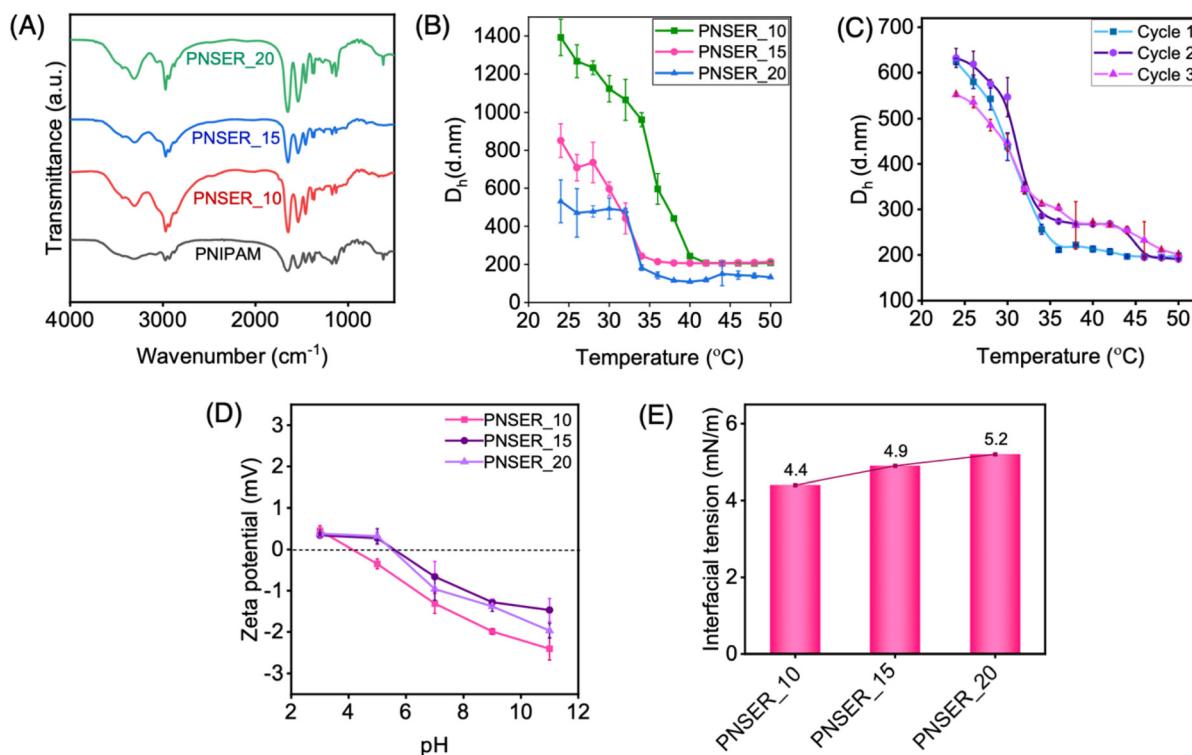 (A)
PNSER_20
PNSER_15
PNSER_10
PNIPAM
Transmittance (a.u.)
4000 3000 2000 1000
Wavenumber (cm-1)
(B)
PNSER_10
PNSER_15
PNSER_20
1400
1200
1000
800
600
400
200
0
Dh(d.nm)
20 25 30 35 40 45 50
Temperature (oC)
(C)
Cycle 1
Cycle 2
Cycle 3
700
600
500
400
300
200
100
Dh (d.nm)
20 25 30 35 40 45 50
Temperature (oC)
(D)
PNSER_10
PNSER_15
PNSER_20
3
2
1
0
-1
-2
-3
Zeta potential (mV)
2 4 6 8 10 12
pH
(E)
6
4
2
0
Interfacial tension (mN/m)
4.4
4.9
5.2
PNSER_10
PNSER_15
PNSER_20